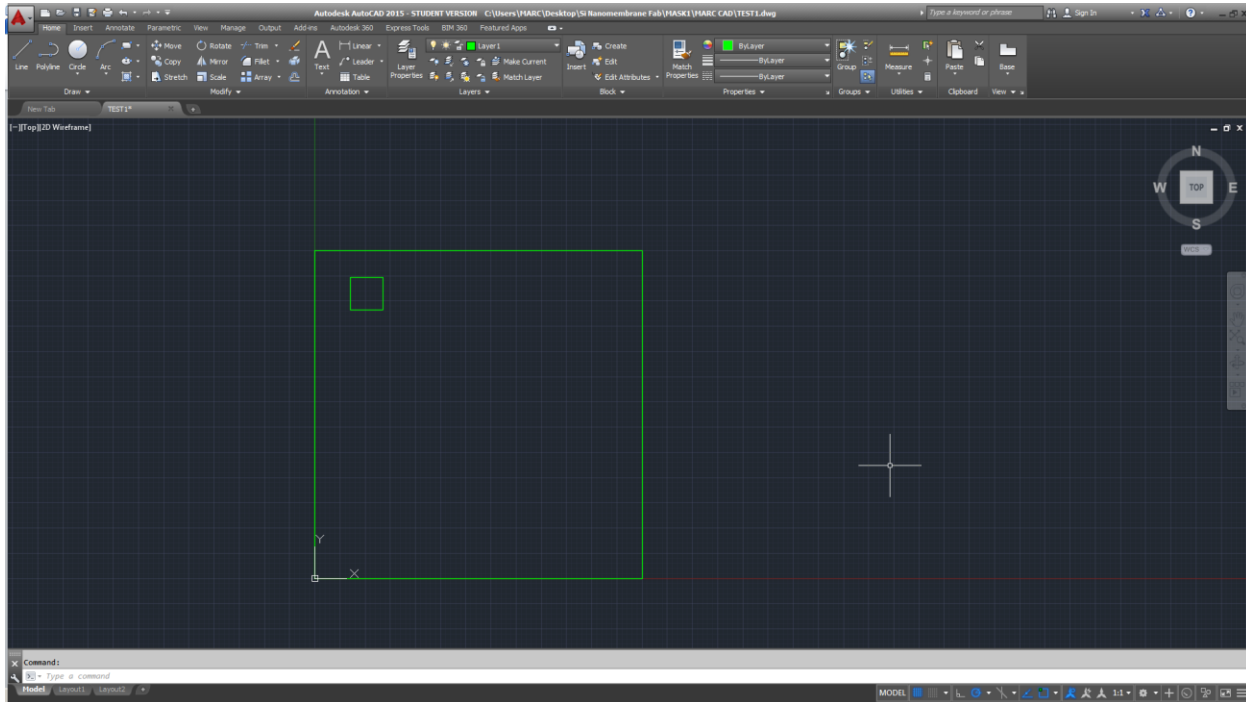 Autodesk AutoCAD 2015 - STUDENT VERSION C:\Users\MARC\Desktop\Si Nanomembrane Fab\MASK1\MARC CAD\TEST1.dwg
Type a keyword or phrase
Sign In
Home Insert Annotate Parametric View Manage Output Add-ins Autodesk 360 Express Tools BIM 360 Featured Apps
Move Rotate Trim Linear Layer1 Create ByLayer
Copy Mirror Fillet Leader Make Current Edit ByLayer
Stretch Scale Array Table Match Layer Edit Attributes ByLayer
Line Polyline Circle Arc Text Layer Properties Insert Match Properties Group Measure Paste Base
Draw Modify Annotation Layers Block Properties Groups Utilities Clipboard View
New Tab TEST1*
[-][Top][2D Wireframe]
N
W TOP E
S
WCS
Y
X
Command:
Type a command
Model Layout1 Layout2
MODEL 1:1